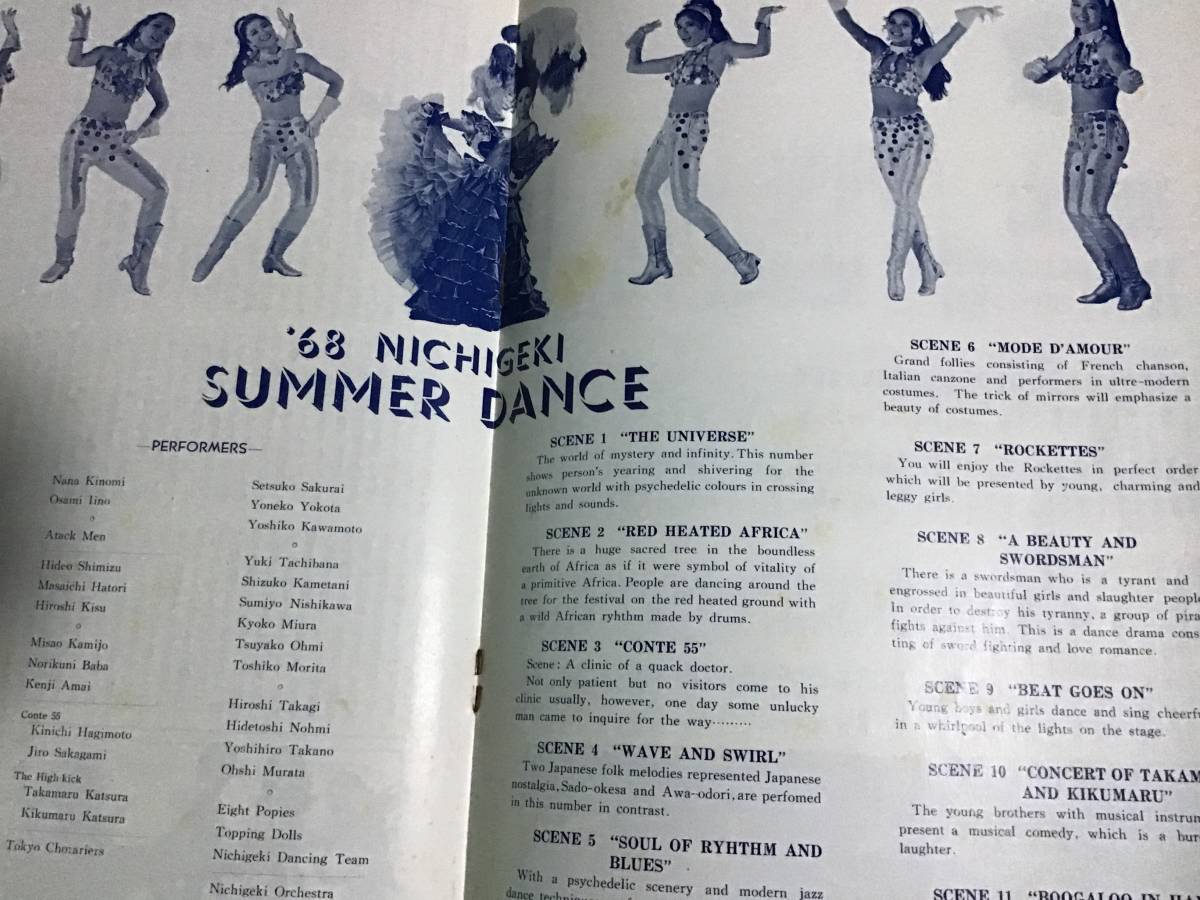 '68 NICHIGEKI
SUMMER DANCE
—PERFORMERS—
Nana Kinomi
Osami Iino
Atack Men
Hideo Shimizu
Masaichi Hatori
Hiroshi Kisu
Misao Kamijo
Norikuni Baba
Kenji Amai
Conte 55
Kinichi Hagimoto
Jiro Sakagami
The High-kick
Takamaru Katsura
Kikumaru Katsura
Tokyo
Setsuko Sakurai
Yoneko Yokota
Yoshiko Kawamoto
Yuki Tachibana
Shizuko Kametani
Sumiyo Nishikawa
Kyoko Miura
Tsuyako Ohmi
Toshiko Morita
Hiroshi Takagi
Hidetoshi Nohmi
Yoshihiro Takano
Ohshi Murata
Eight Popies
Topping Dolls
Nichigeki Dancing Team
Nichigeki Orchestra
SCENE 1 "THE UNIVERSE"
The world of mystery and infinity. This number
shows person's yearing and shivering for the
unknown world with psychedelic colours in crossing
lights and sounds.
SCENE 2 "RED HEATED AFRICA"
There is a huge sacred tree in the boundless
earth of Africa as if it were symbol of vitality of
a primitive Africa. People are dancing around the
tree for the festival on the red heated ground with
a wild African ryhthm made by drums.
SCENE 3 "CONTE 55"
Scene: A clinic of a quack doctor.
Not only patient but no visitors come to his
clinic usually, however, one day some unlucky
man came to inquire for the way·········
SCENE 4 "WAVE AND SWIRL"
Two Japanese folk melodies represented Japanese
nostalgia, Sado-okesa and Awa-odori, are perfomed
in this number in contrast.
SCENE 5 "SOUL OF RYHTHM AND
BLUES"
With a psychedelic scenery and modern jazz
dance
SCENE 6 "MODE D'AMOUR"
Grand follies consisting of French chanson,
Italian canzone and performers in ultre-modern
costumes. The trick of mirrors will emphasize a
beauty of costumes.
SCENE 7 "ROCKETTES"
You will enjoy the Rockettes in perfect order
which will be presented by young, charming and
leggy girls.
SCENE 8 "A BEAUTY AND
SWORDSMAN"
There is a swordsman who is a tyrant and
engrossed in beautiful girls and slaughter people
In order to destroy his tyranny, a group of pira
fights against him. This is a dance drama cons
ting of sword fighting and love romance.
SCENE 9 "BEAT GOES ON"
Young boys and girls dance and sing cheerf
in a whirlpool of the lights on the stage.
SCENE 10 "CONCERT OF TAKAM
AND KIKUMARU"
The young brothers with musical instrum
present a musical comedy, which is a bur
laughter.
SCENE 11 "BOOGALOO IN